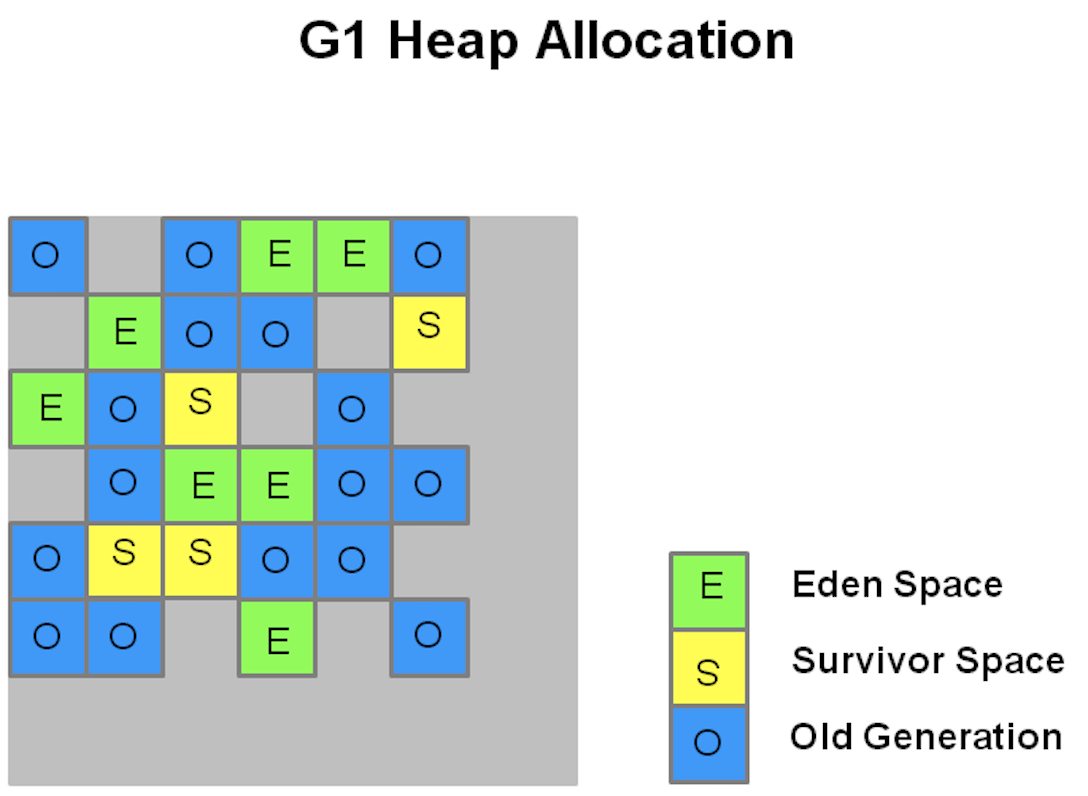 G1 Heap Allocation
O O E E O
E O O S
E O S O
O E E O O
O S S O O
O O E O
E Eden Space
S Survivor Space
O Old Generation